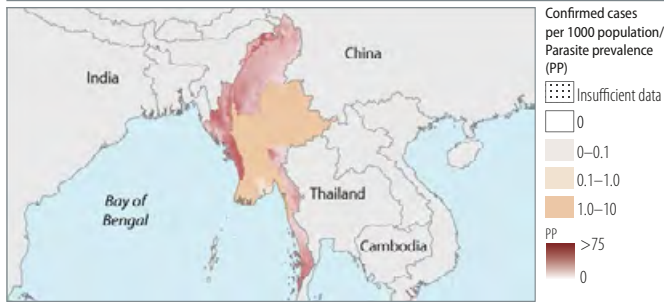 India
China
Bay of
Bengal
Thailand
Cambodia
Confirmed cases
per 1000 population/
Parasite prevalence
(PP)
Insufficient data
0
0–0.1
0.1–1.0
1.0–10
PP
>75
0